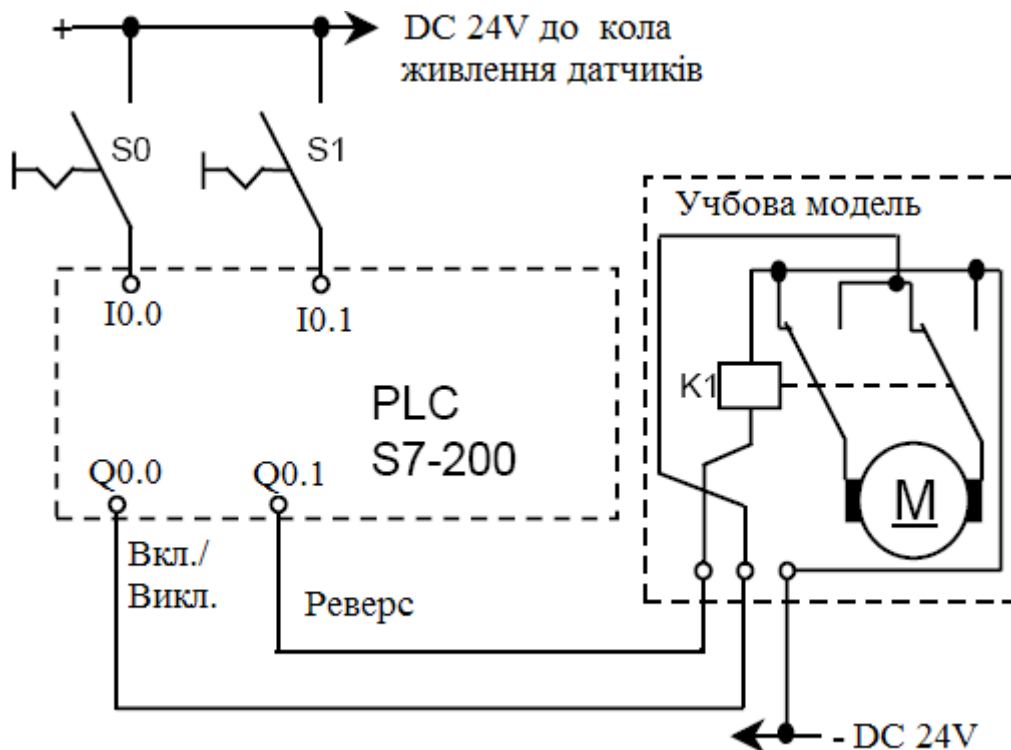 +
DC 24V до кола
живлення датчиків
S0
S1
Учбова модель
I0.0
I0.1
K1
PLC
S7-200
Q0.0
Q0.1
M
Вкл./
Викл.
Реверс
- DC 24V